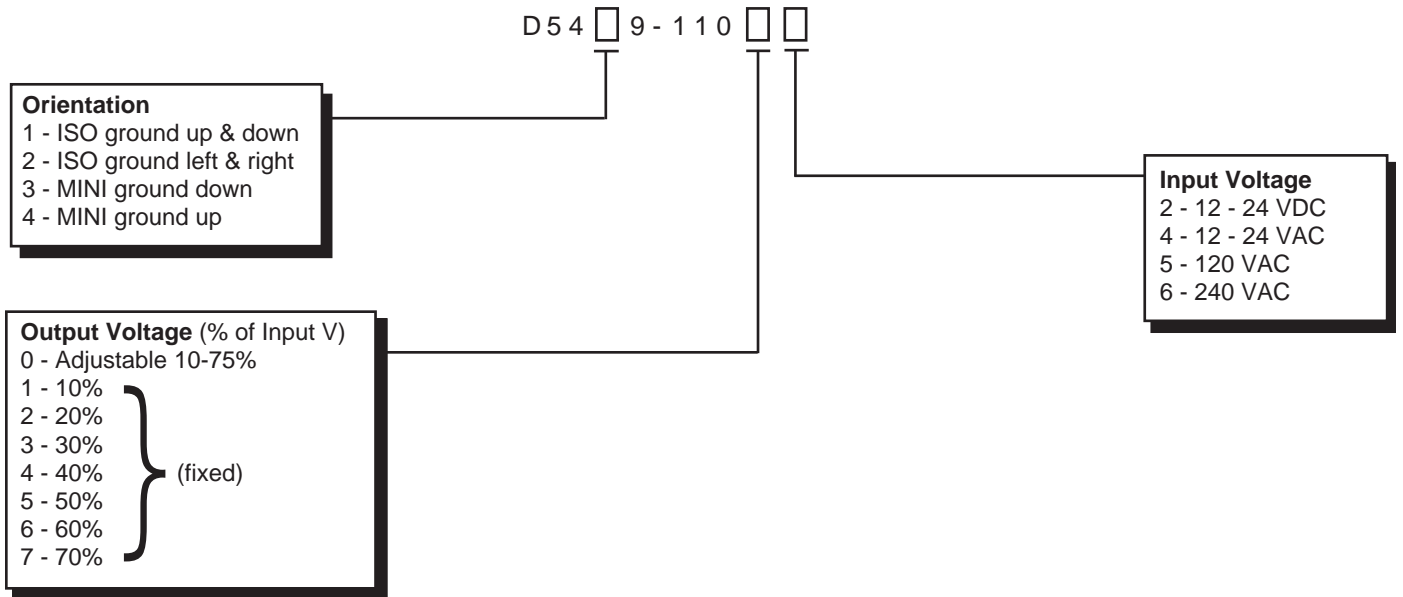 D54□9-110□□
Orientation
1 - ISO ground up & down
2 - ISO ground left & right
3 - MINI ground down
4 - MINI ground up
Input Voltage
2 - 12 - 24 VDC
4 - 12 - 24 VAC
5 - 120 VAC
6 - 240 VAC
Output Voltage (% of Input V)
0 - Adjustable 10-75%
1 - 10%
2 - 20%
3 - 30%
4 - 40% (fixed)
5 - 50%
6 - 60%
7 - 70%